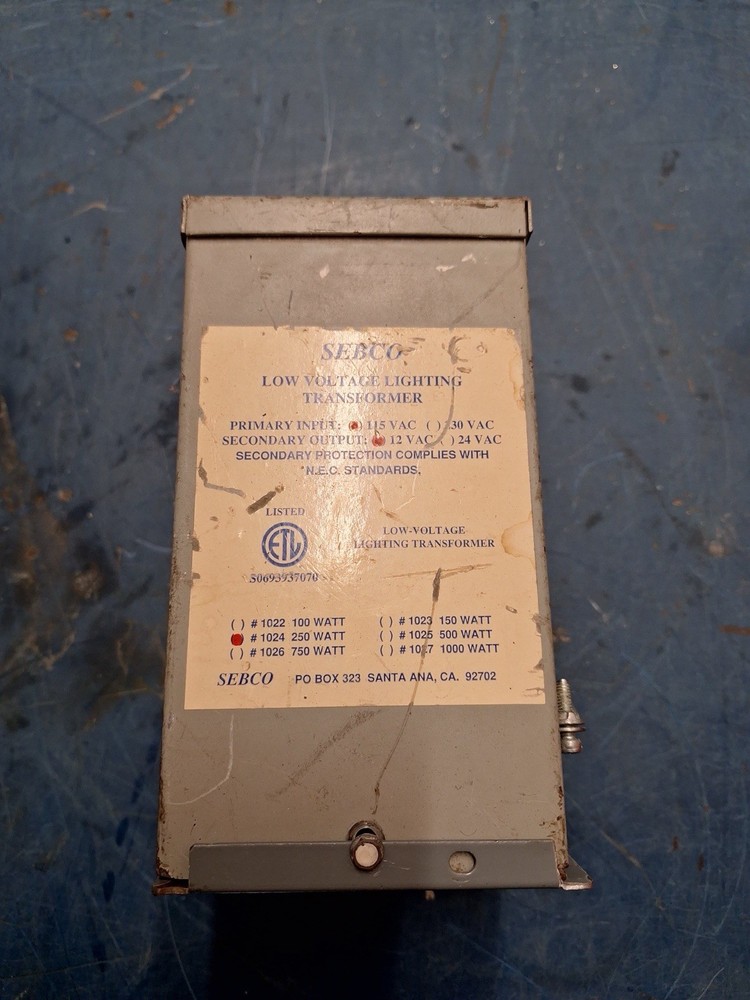 SEBCO
LOW VOLTAGE LIGHTING
TRANSFORMER
PRIMARY INPUT: ( ) 115 VAC ( ) 230 VAC
SECONDARY OUTPUT: ( ) 12 VAC ( ) 24 VAC
SECONDARY PROTECTION COMPLIES WITH
N.E.C. STANDARDS.
LISTED
ETL
S0693937070
LOW-VOLTAGE
LIGHTING TRANSFORMER
( ) # 1022 100 WATT ( ) # 1023 150 WATT
# 1024 250 WATT ( ) # 1025 500 WATT
( ) # 1026 750 WATT ( ) # 1027 1000 WATT
SEBCO PO BOX 323 SANTA ANA, CA. 92702